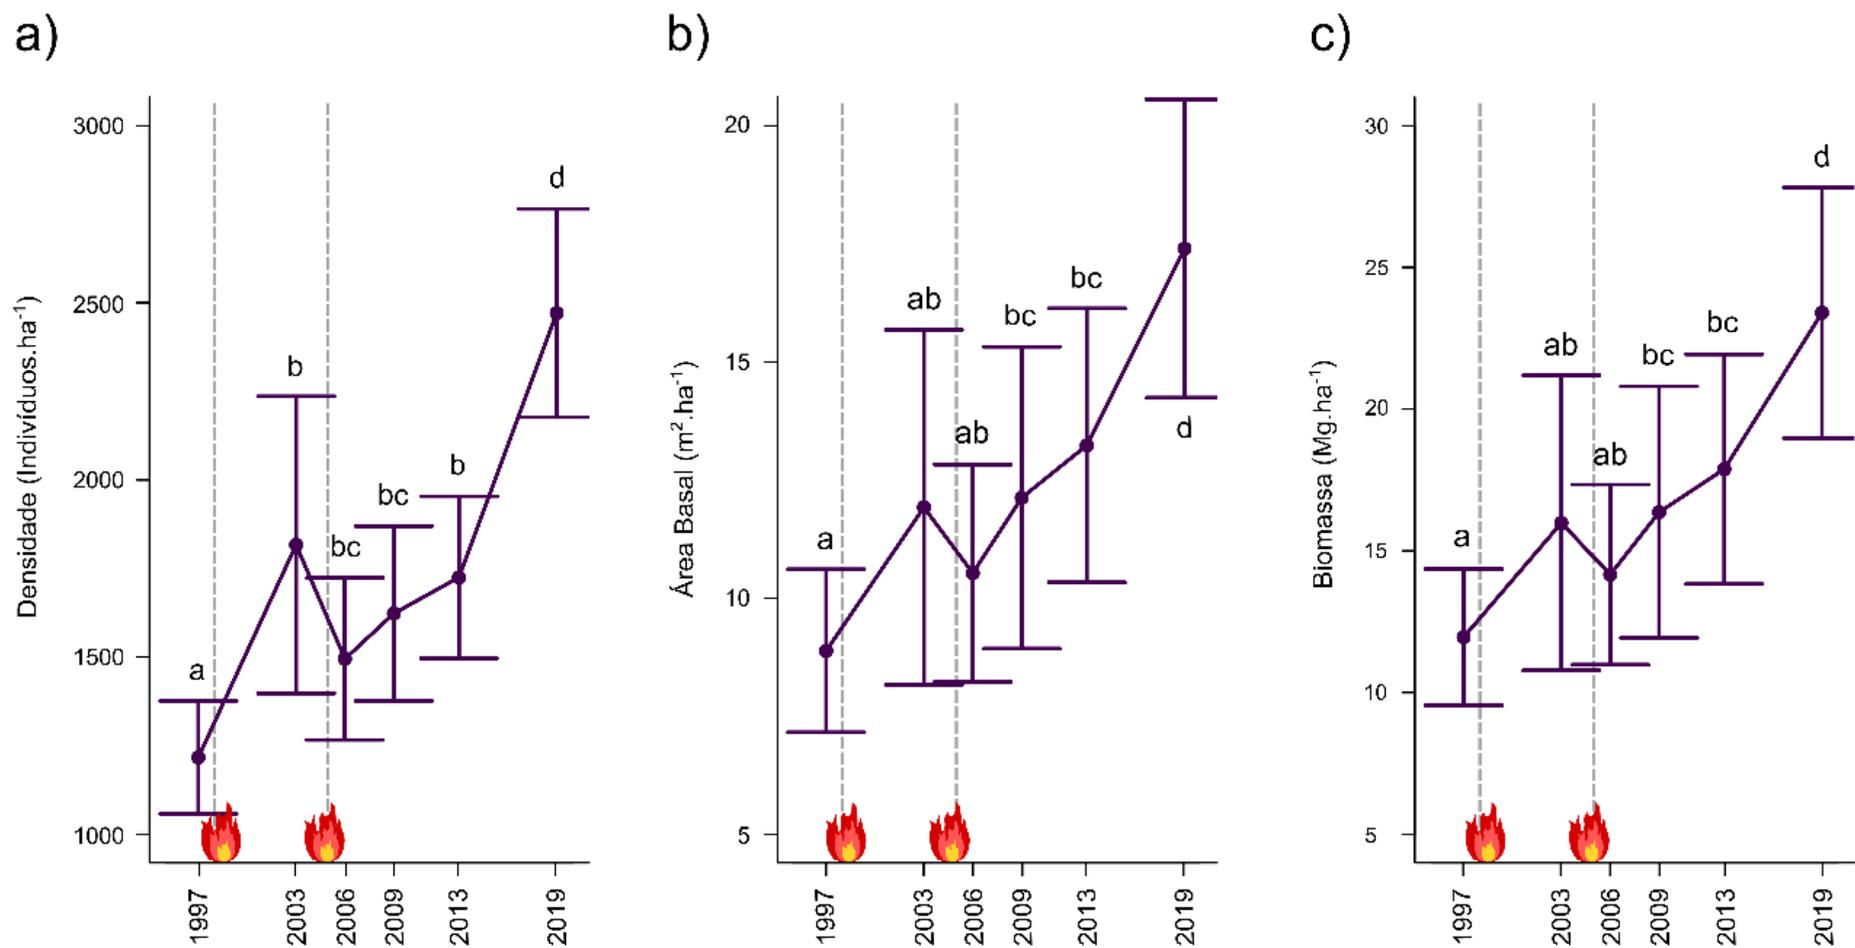 a)
Densidade (Indivíduos.ha⁻¹)
3000
2500
2000
1500
1000
a
b
bc
bc
b
d
1997
2003
2006
2009
2013
2019
b)
Área Basal (m².ha⁻¹)
20
15
10
5
a
ab
ab
bc
bc
d
1997
2003
2006
2009
2013
2019
c)
Biomassa (Mg.ha⁻¹)
30
25
20
15
10
5
a
ab
ab
bc
bc
d
1997
2003
2006
2009
2013
2019